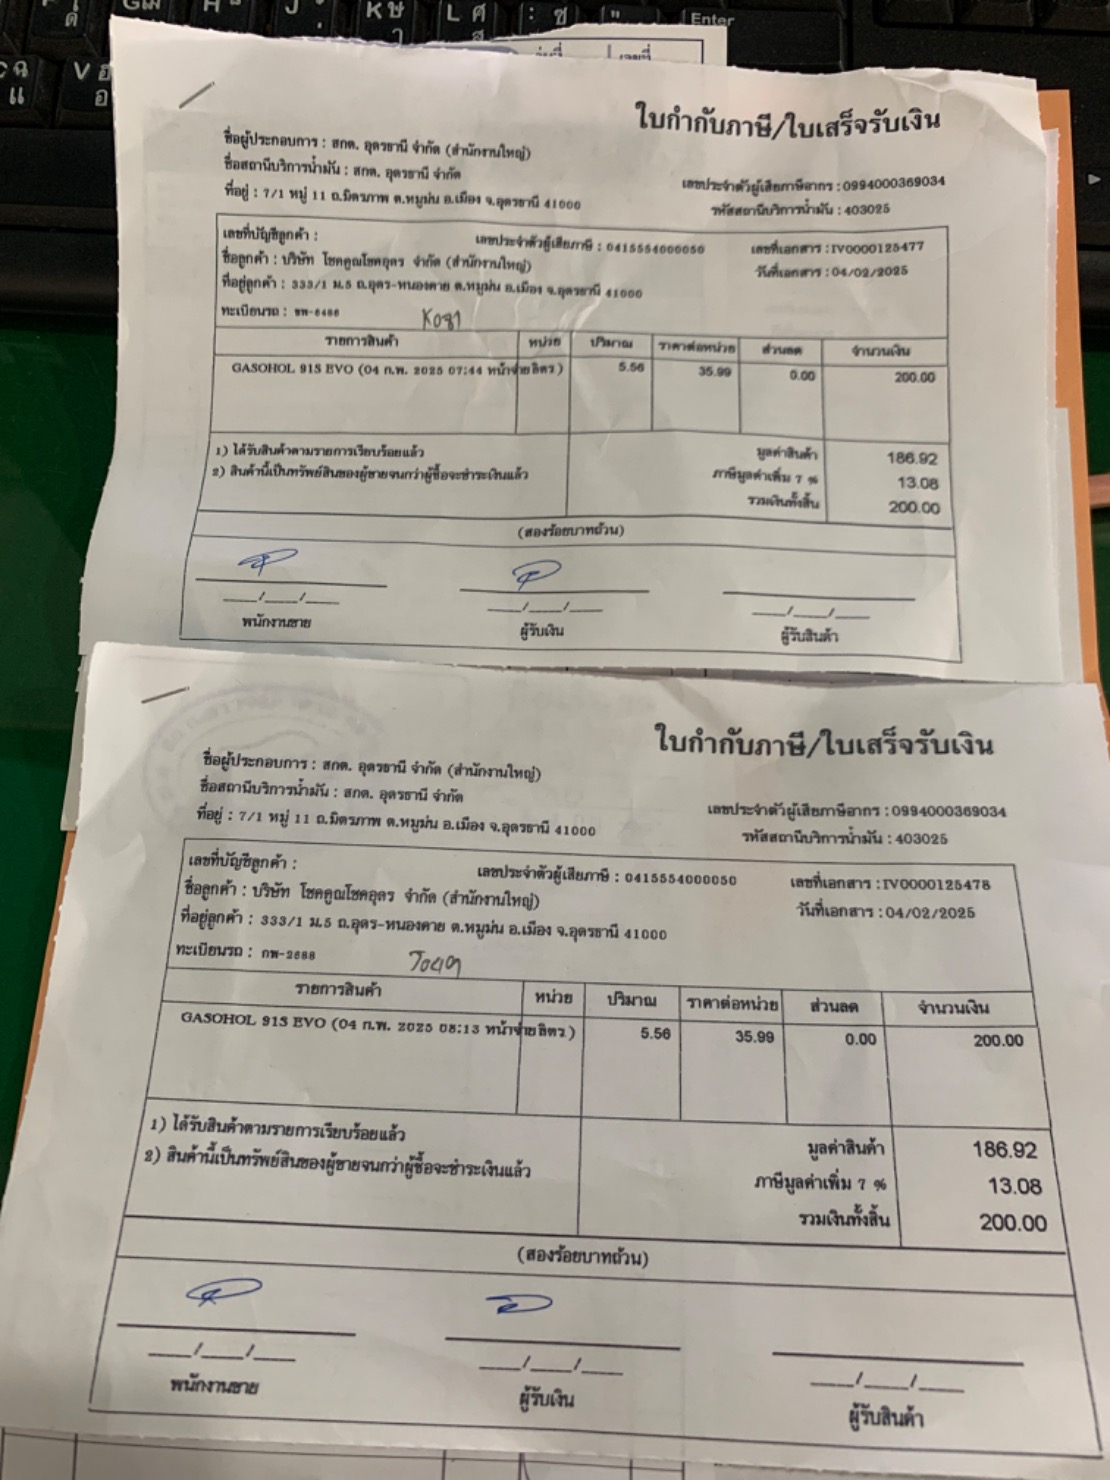 Enter
ใบกำกับภาษี/ใบเสร็จรับเงิน
ชื่อผู้ประกอบการ : สกต. อุดรธานี จำกัด (สำนักงานใหญ่)
ชื่อสถานีบริการน้ำมัน : สกต. อุดรธานี จำกัด
เลขประจำตัวผู้เสียภาษีอากร : 0994000369034
ที่อยู่ : 7/1 หมู่ 11 ถ.มิตรภาพ ต.หมูม่น อ.เมือง จ.อุดรธานี 41000
รหัสสถานีบริการน้ำมัน : 403025
เลขที่บัญชีลูกค้า : เลขประจำตัวผู้เสียภาษี : 0415554000050 เลขที่เอกสาร : IV0000125477
ชื่อลูกค้า : บริษัท โชคคูณโชคอุดร จำกัด (สำนักงานใหญ่) วันที่เอกสาร : 04/02/2025
ที่อยู่ลูกค้า : 333/1 ม.5 ถ.อุดร-หนองคาย ต.หมูม่น อ.เมือง จ.อุดรธานี 41000
ทะเบียนรถ :
รายการสินค้า หน่วย ปริมาณ ราคาต่อหน่วย ส่วนลด จำนวนเงิน
GASOHOL 91S EVO (04 ก.พ. 2025 07:44 หน้าจ่าย ลิตร ) 5.56 35.99 0.00 200.00
1) ได้รับสินค้าตามรายการเรียบร้อยแล้ว มูลค่าสินค้า 186.92
2) สินค้านี้เป็นทรัพย์สินของผู้ขายจนกว่าผู้ซื้อจะชำระเงินแล้ว ภาษีมูลค่าเพิ่ม 7 % 13.08
รวมเงินทั้งสิ้น 200.00
(สองร้อยบาทถ้วน)
___/___/___ ___/___/___ ___/___/___
พนักงานขาย ผู้รับเงิน ผู้รับสินค้า
ใบกำกับภาษี/ใบเสร็จรับเงิน
ชื่อผู้ประกอบการ : สกต. อุดรธานี จำกัด (สำนักงานใหญ่)
ชื่อสถานีบริการน้ำมัน : สกต. อุดรธานี จำกัด
เลขประจำตัวผู้เสียภาษีอากร : 0994000369034
ที่อยู่ : 7/1 หมู่ 11 ถ.มิตรภาพ ต.หมูม่น อ.เมือง จ.อุดรธานี 41000
รหัสสถานีบริการน้ำมัน : 403025
เลขที่บัญชีลูกค้า : เลขประจำตัวผู้เสียภาษี : 0415554000050 เลขที่เอกสาร : IV0000125478
ชื่อลูกค้า : บริษัท โชคคูณโชคอุดร จำกัด (สำนักงานใหญ่) วันที่เอกสาร : 04/02/2025
ที่อยู่ลูกค้า : 333/1 ม.5 ถ.อุดร-หนองคาย ต.หมูม่น อ.เมือง จ.อุดรธานี 41000
ทะเบียนรถ : กพ-2688
รายการสินค้า หน่วย ปริมาณ ราคาต่อหน่วย ส่วนลด จำนวนเงิน
GASOHOL 91S EVO (04 ก.พ. 2025 08:13 หน้าจ่าย ลิตร ) 5.56 35.99 0.00 200.00
1) ได้รับสินค้าตามรายการเรียบร้อยแล้ว มูลค่าสินค้า 186.92
2) สินค้านี้เป็นทรัพย์สินของผู้ขายจนกว่าผู้ซื้อจะชำระเงินแล้ว ภาษีมูลค่าเพิ่ม 7 % 13.08
รวมเงินทั้งสิ้น 200.00
(สองร้อยบาทถ้วน)
___/___/___ ___/___/___ ___/___/___
พนักงานขาย ผู้รับเงิน ผู้รับสินค้า